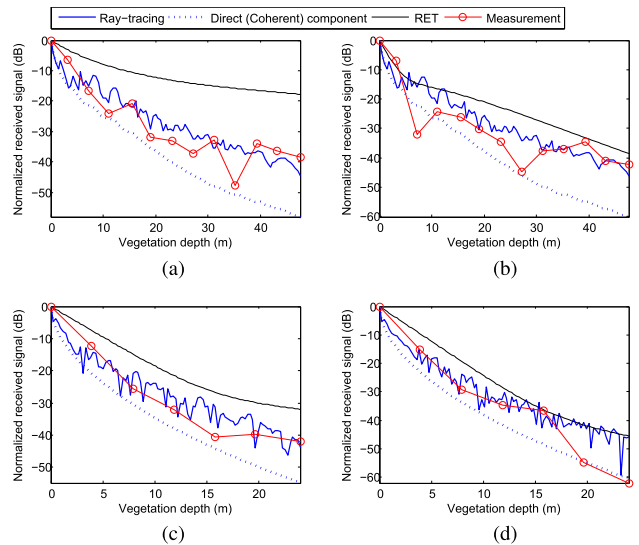 Ray−tracing Direct (Coherent) component RET Measurement
0
−10
−20
−30
−40
−50
Normalized received signal (dB)
0 10 20 30 40
Vegetation depth (m)
(a)
0
−10
−20
−30
−40
−50
−60
Normalized received signal (dB)
0 10 20 30 40
Vegetation depth (m)
(b)
0
−10
−20
−30
−40
−50
Normalized received signal (dB)
0 5 10 15 20
Vegetation depth (m)
(c)
0
−10
−20
−30
−40
−50
−60
Normalized received signal (dB)
0 5 10 15 20
Vegetation depth (m)
(d)